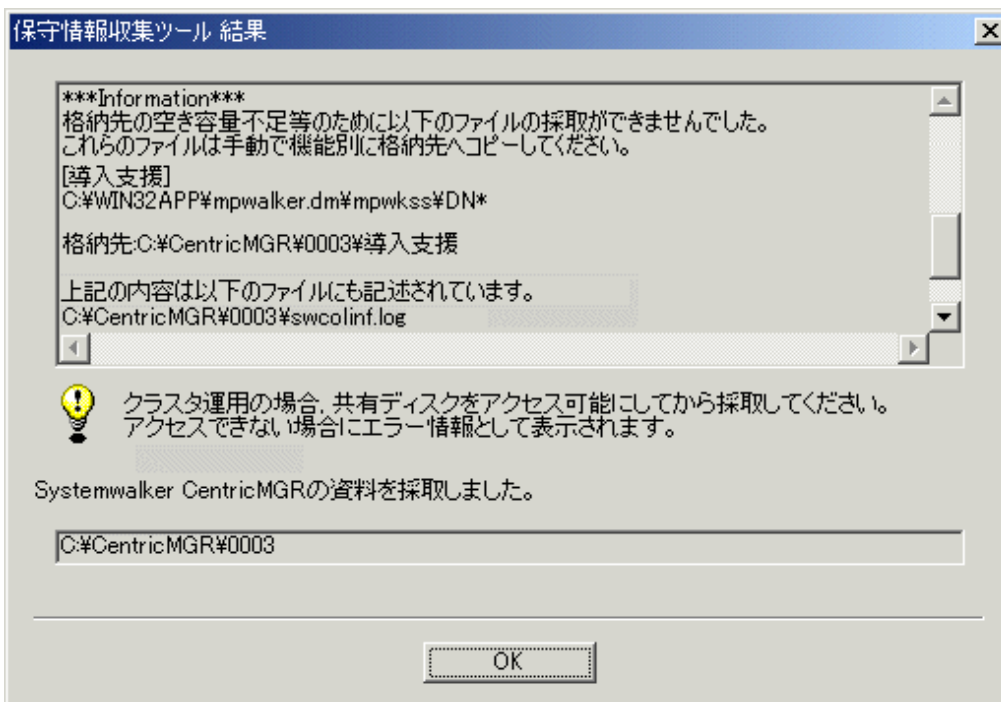 保守情報収集ツール 結果
***Information***
格納先の空き容量不足等のために以下のファイルの採取ができませんでした。
これらのファイルは手動で機能別に格納先へコピーしてください。
[導入支援]
C:¥WIN32APP¥mpwalker.dm¥mpwkss¥DN*
格納先:C:¥CentricMGR¥0003¥導入支援
上記の内容は以下のファイルにも記述されています。
C:¥CentricMGR¥0003¥swcolinf.log
クラスタ運用の場合、共有ディスクをアクセス可能にしてから採取してください。
アクセスできない場合にエラー情報として表示されます。
Systemwalker CentricMGRの資料を採取しました。
C:¥CentricMGR¥0003
OK